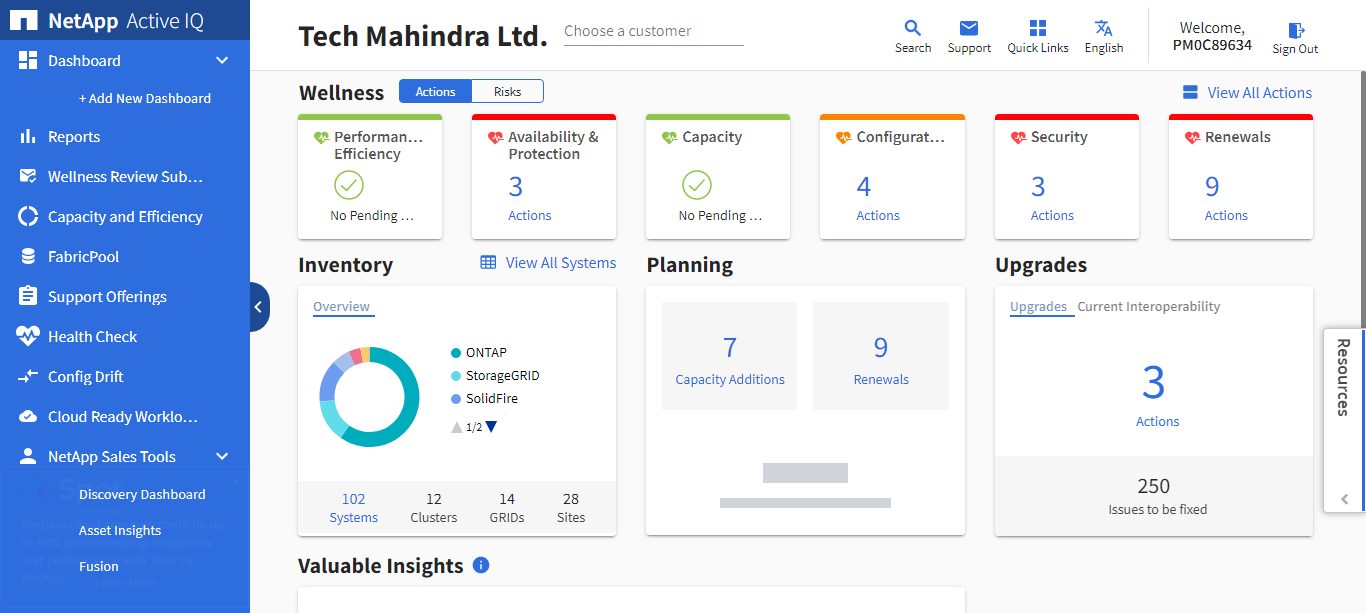 NetApp Active IQ
Dashboard
+ Add New Dashboard
Reports
Wellness Review Sub...
Capacity and Efficiency
FabricPool
Support Offerings
Health Check
Config Drift
Cloud Ready Worklo...
NetApp Sales Tools
Discovery Dashboard
Asset Insights
Fusion
Tech Mahindra Ltd.
Choose a customer
Search
Support
Quick Links
English
Welcome,
PM0C89634
Sign Out
Wellness
Actions
Risks
View All Actions
Performan...
Efficiency
No Pending ...
Availability &
Protection
3
Actions
Capacity
No Pending ...
Configurat...
4
Actions
Security
3
Actions
Renewals
9
Actions
Inventory
View All Systems
Overview
ONTAP
StorageGRID
SolidFire
1/2
102
Systems
12
Clusters
14
GRIDs
28
Sites
Planning
7
Capacity Additions
9
Renewals
Upgrades
Upgrades
Current Interoperability
3
Actions
250
Issues to be fixed
Resources
Valuable Insights